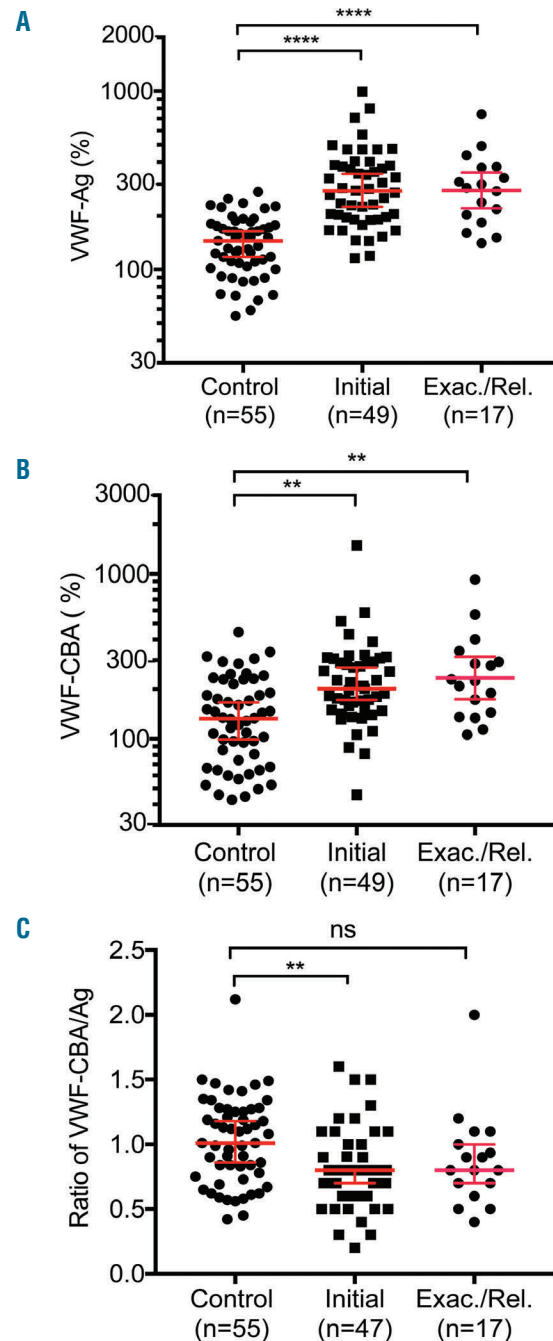 A
****
****
2000
1000
300
100
30
VWF-Ag (%)
Control
(n=55)
Initial
(n=49)
Exac./Rel.
(n=17)
B
**
**
3000
1000
300
100
30
VWF-CBA ( %)
Control
(n=55)
Initial
(n=49)
Exac./Rel.
(n=17)
C
ns
**
2.5
2.0
1.5
1.0
0.5
0.0
Ratio of VWF-CBA/Ag
Control
(n=55)
Initial
(n=47)
Exac./Rel.
(n=17)